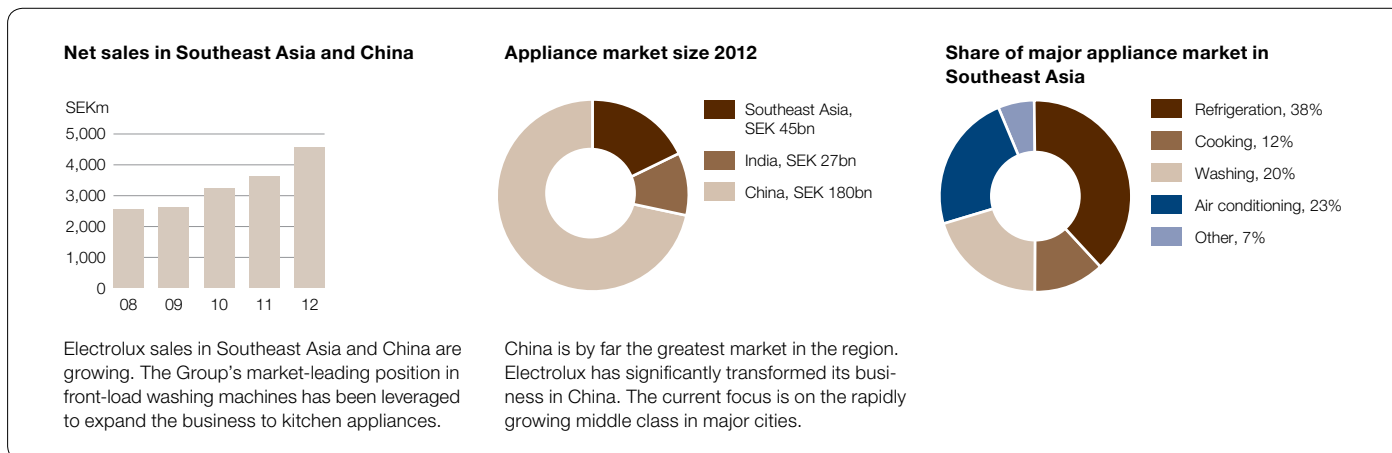 Net sales in Southeast Asia and China
SEKm
5,000
4,000
3,000
2,000
1,000
0
08 09 10 11 12
Electrolux sales in Southeast Asia and China are
growing. The Group's market-leading position in
front-load washing machines has been leveraged
to expand the business to kitchen appliances.
Appliance market size 2012
Southeast Asia,
SEK 45bn
India, SEK 27bn
China, SEK 180bn
China is by far the greatest market in the region.
Electrolux has significantly transformed its busi-
ness in China. The current focus is on the rapidly
growing middle class in major cities.
Share of major appliance market in
Southeast Asia
Refrigeration, 38%
Cooking, 12%
Washing, 20%
Air conditioning, 23%
Other, 7%